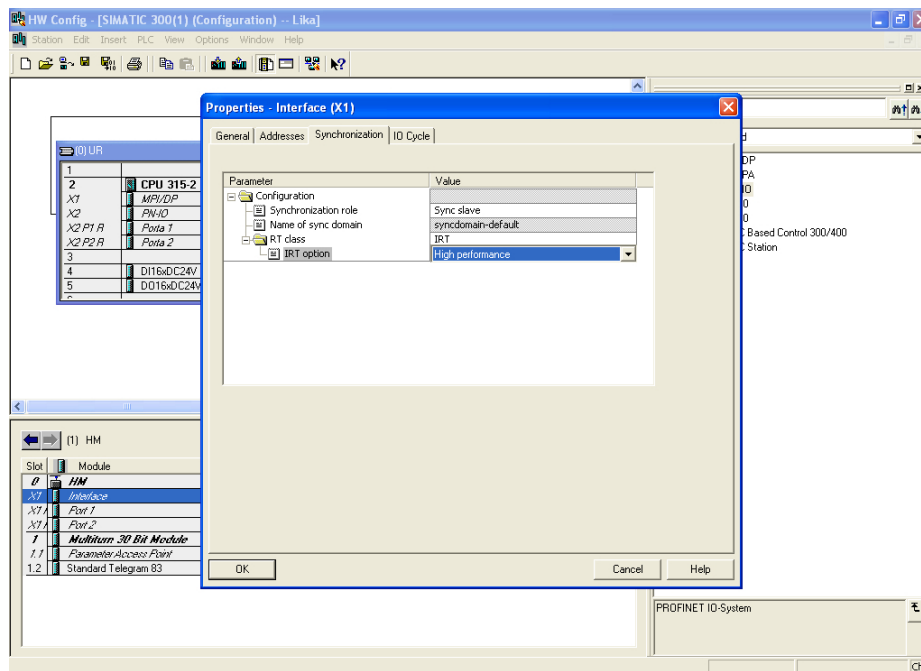 HW Config - [SIMATIC 300(1) (Configuration) -- Lika]
Station Edit Insert PLC View Options Window Help
Properties - Interface (X1)
General Addresses Synchronization IO Cycle
Parameter Value
Configuration
Synchronization role Sync slave
Name of sync domain syncdomain-default
RT class IRT
IRT option High performance
(0) UR
1
2 CPU 315-2
X1 MPI/DP
X2 PN-IO
X2 P1 R Porta 1
X2 P2 R Porta 2
3
4 DI16xDC24V
5 DO16xDC24V
DP
PA
IO
Based Control 300/400
Station
(1) HM
Slot Module
0 HM
X1 Interface
X1 Port 1
X1 Port 2
1 Multiturn 30 Bit Module
1.1 Parameter Access Point
1.2 Standard Telegram 83
OK Cancel Help
PROFINET IO-System